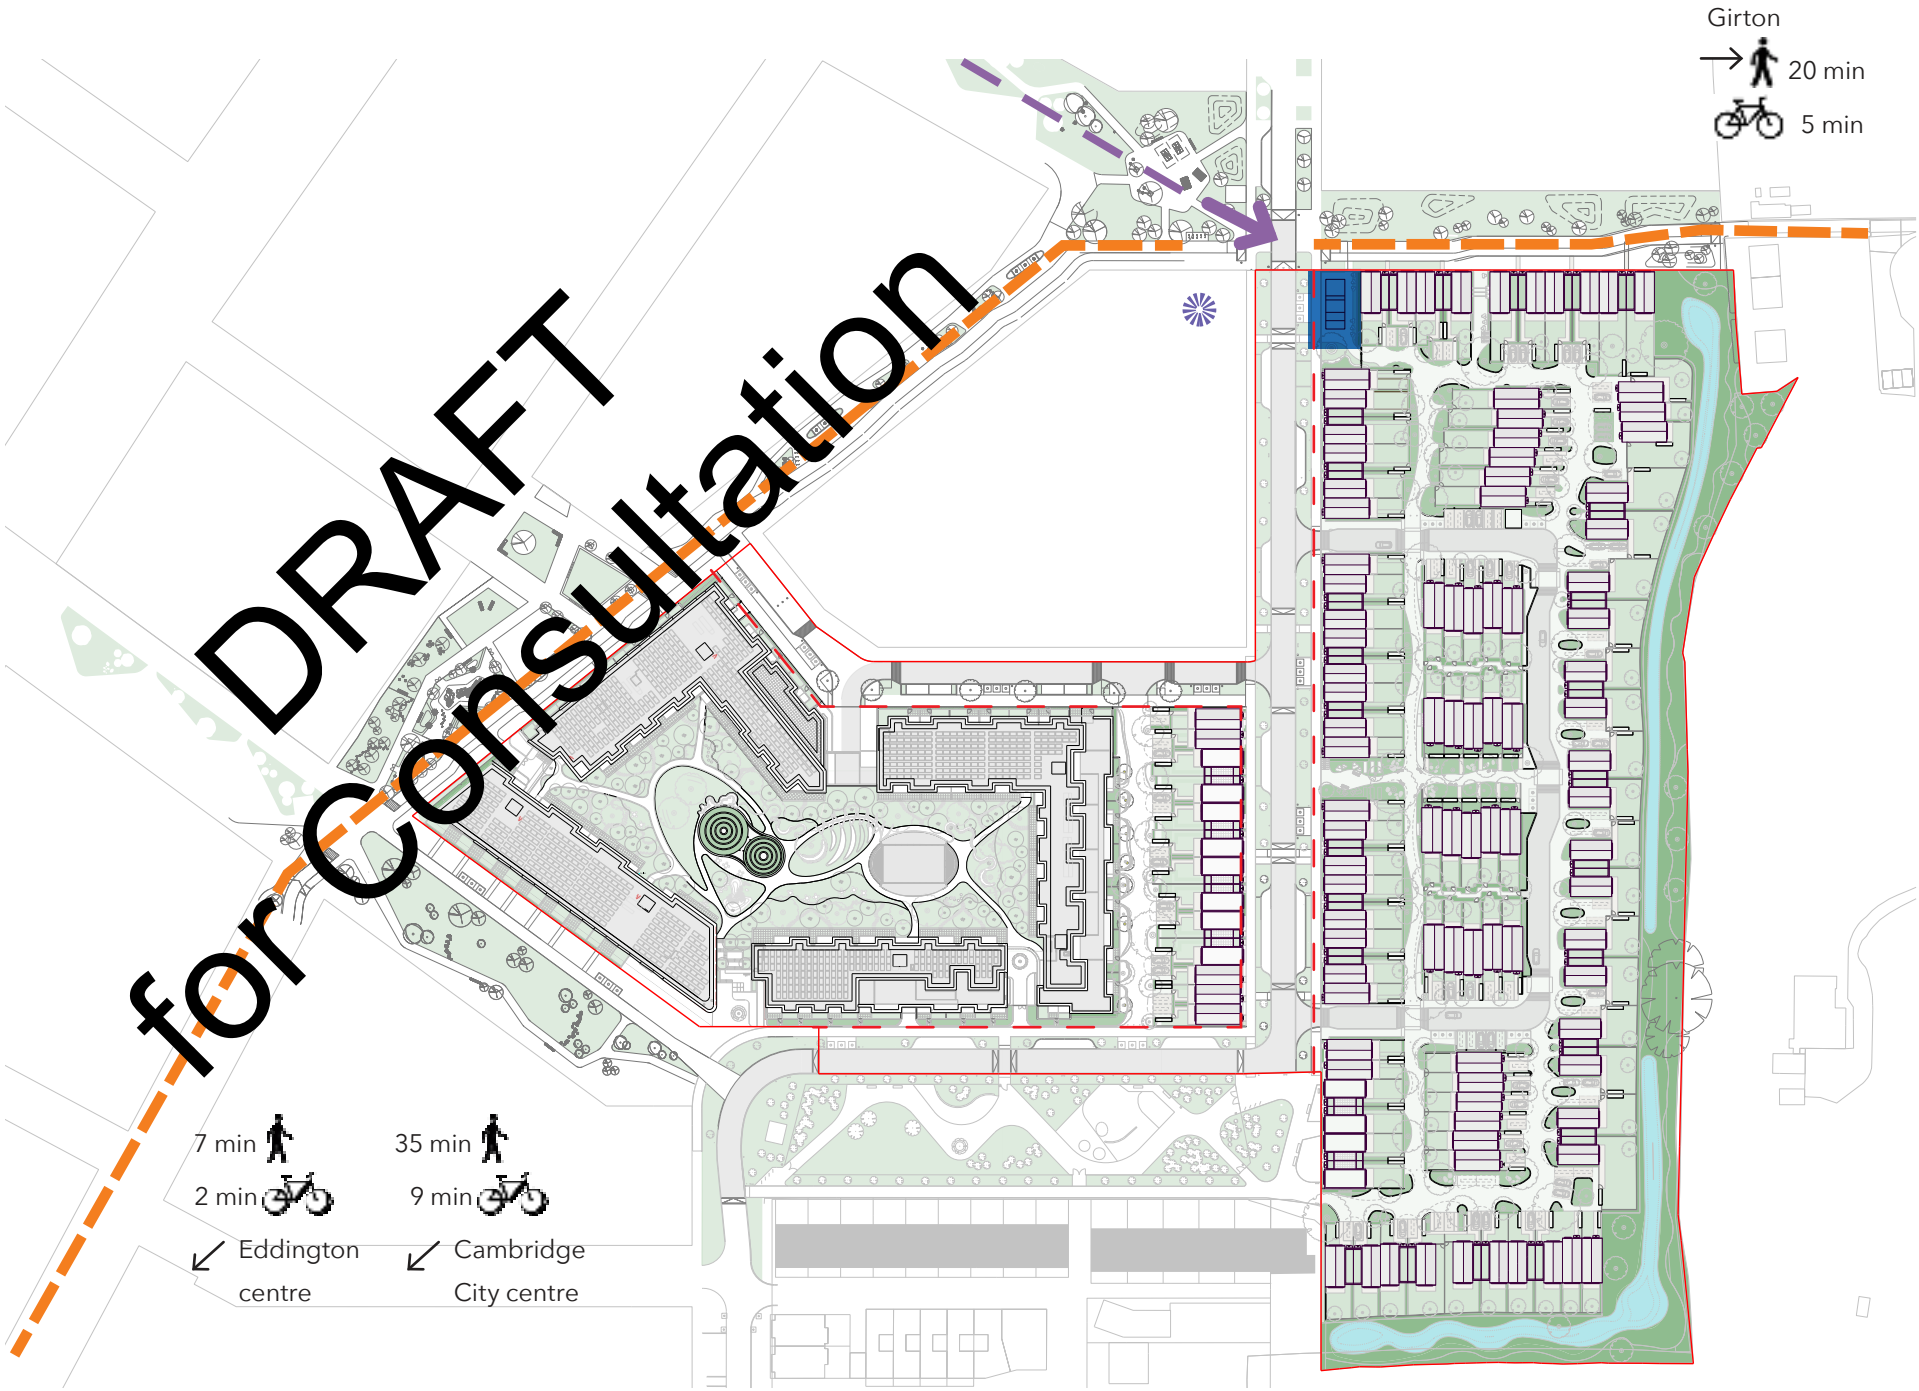 Girton
20 min
5 min
DRAFT
for Consultation
7 min
2 min
Eddington
centre
35 min
9 min
Cambridge
City centre